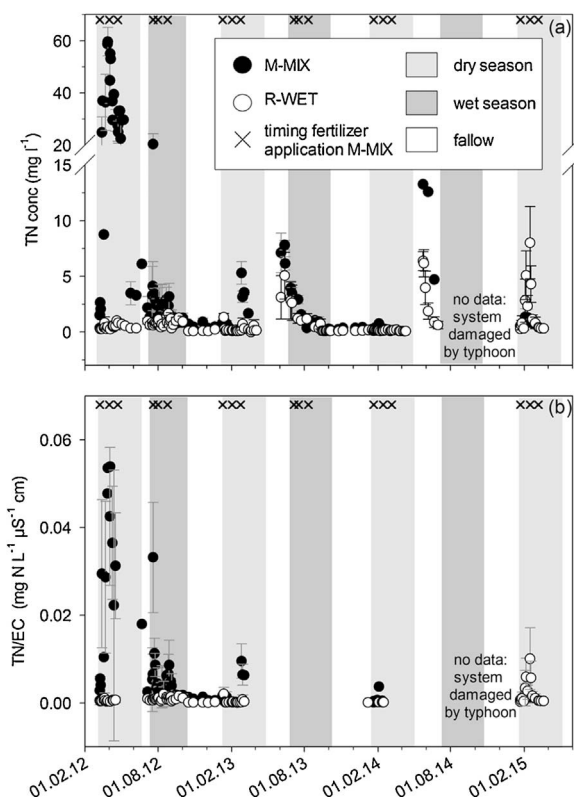 (a)
60
40
20
15
10
5
0
TN conc (mg l⁻¹)
M-MIX
R-WET
timing fertilizer
application M-MIX
dry season
wet season
fallow
no data:
system
damaged
by typhoon
(b)
0.06
0.04
0.02
0.00
TN/EC (mg N L⁻¹ µS⁻¹ cm)
no data:
system
damaged
by typhoon
01.02.12
01.08.12
01.02.13
01.08.13
01.02.14
01.08.14
01.02.15